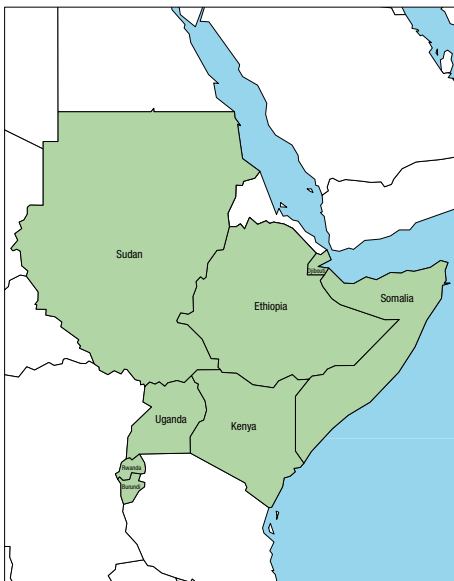 Sudan
Djibouti
Ethiopia
Somalia
Uganda
Kenya
Rwanda
Burundi